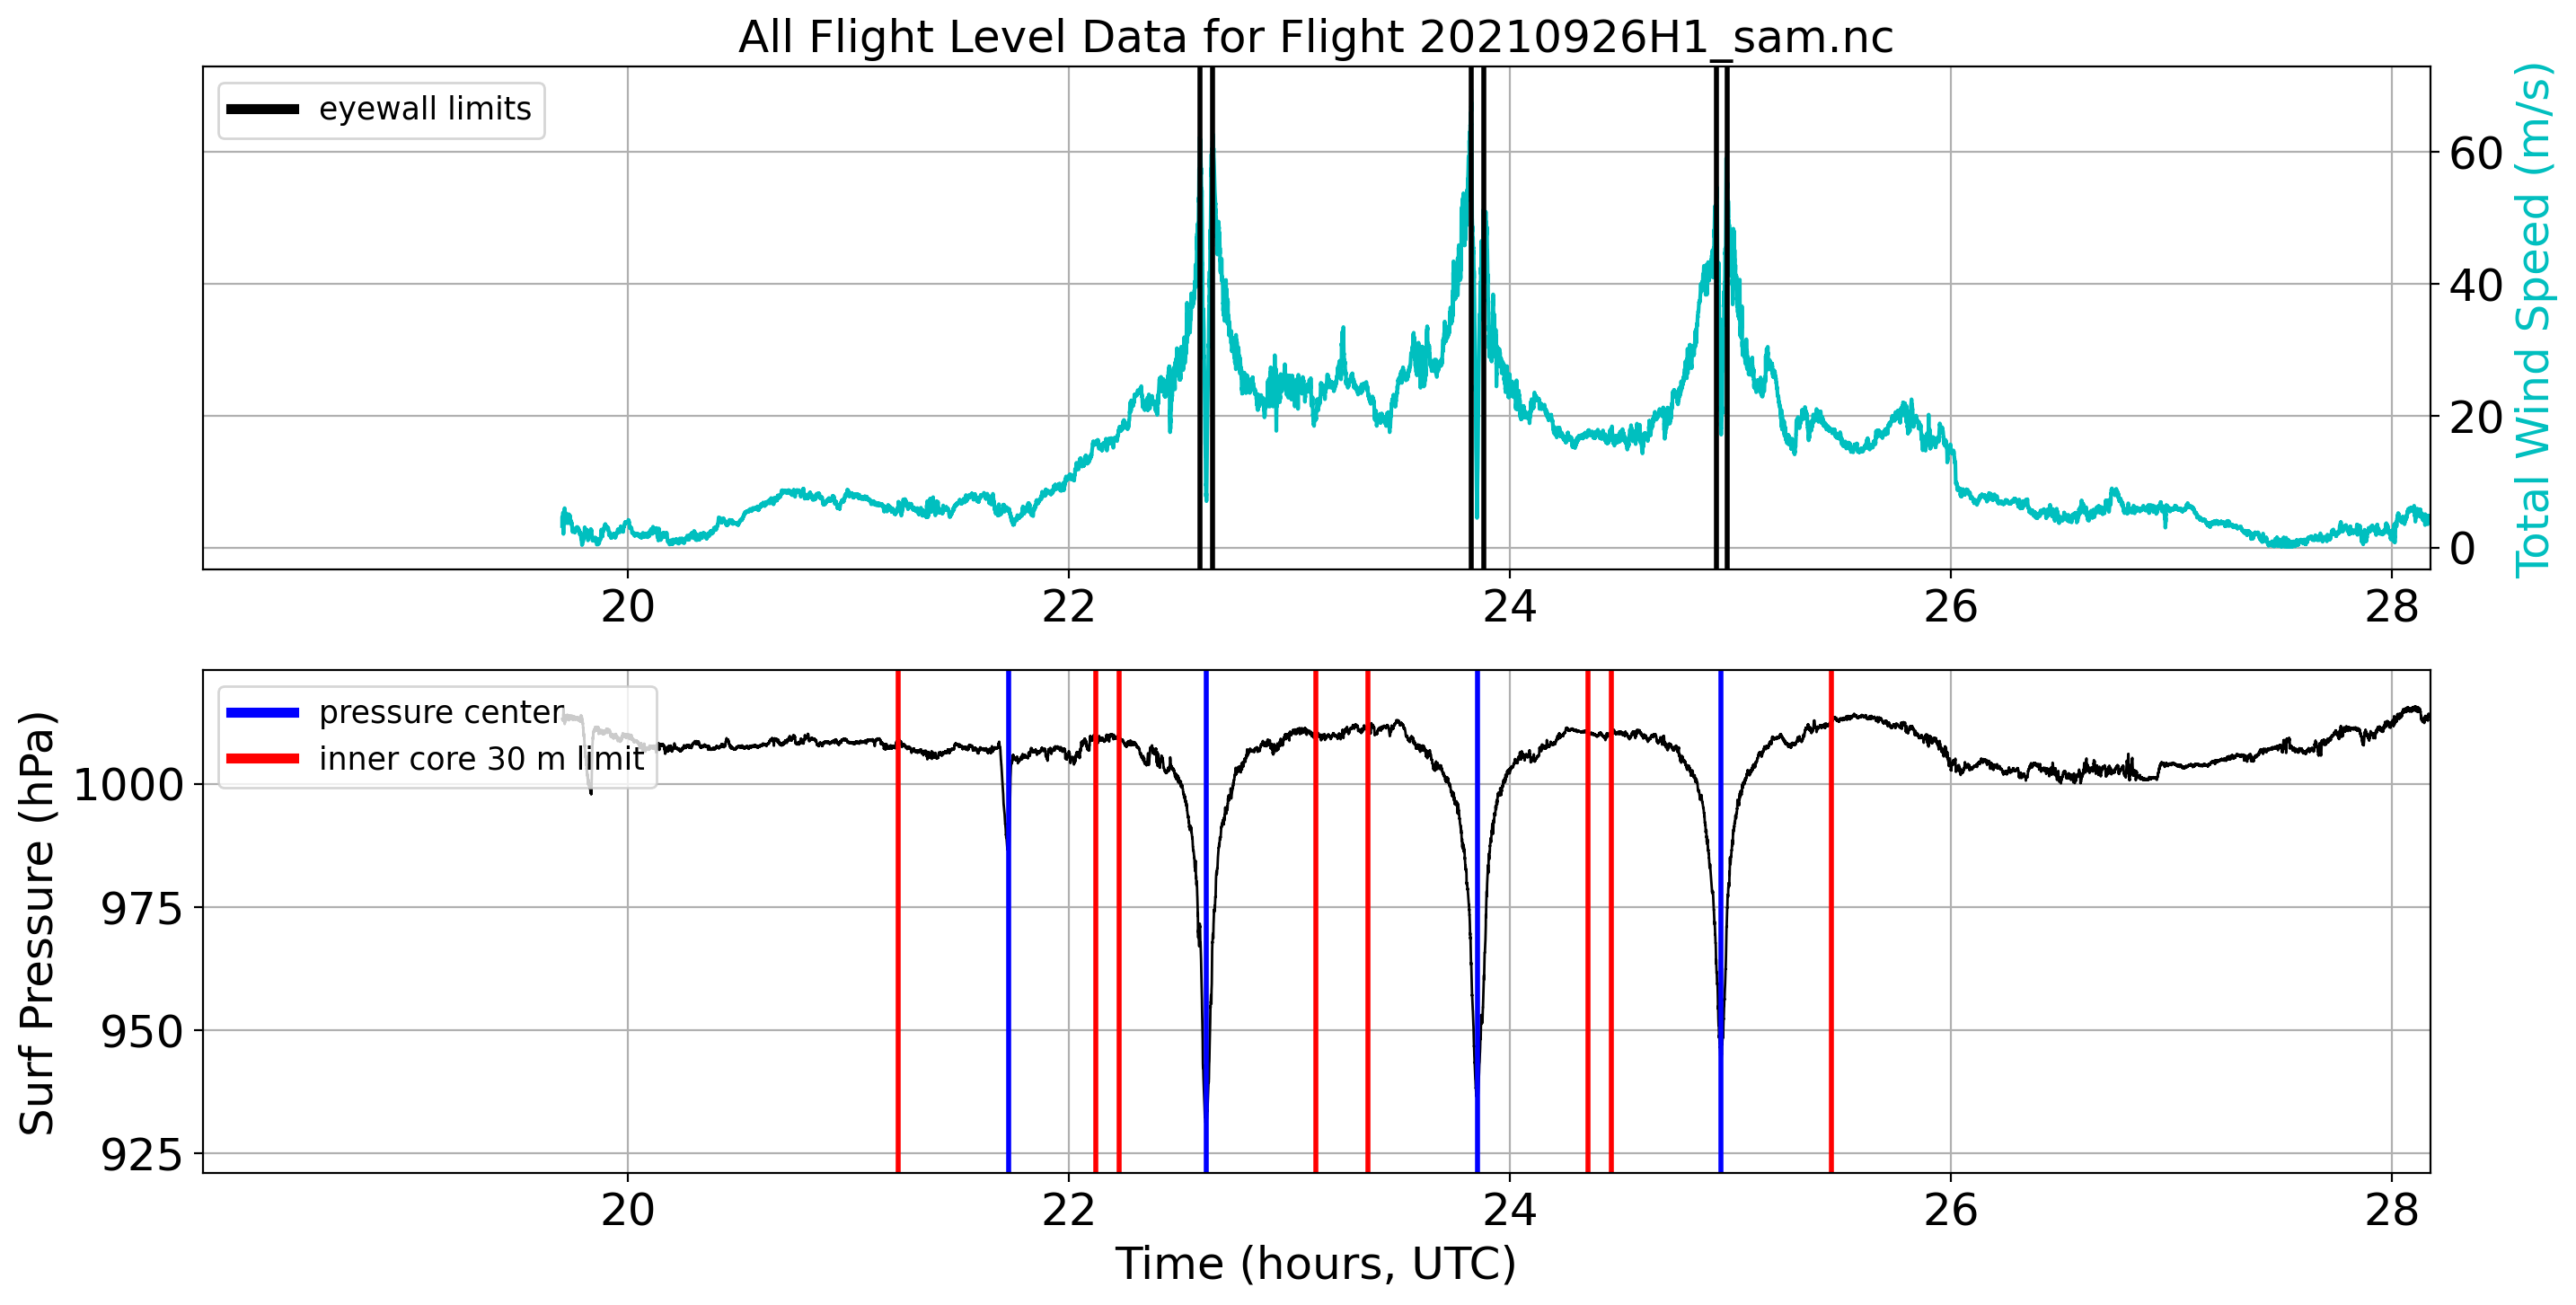 All Flight Level Data for Flight 20210926H1_sam.nc
eyewall limits
60
40
20
0
Total Wind Speed (m/s)
20 22 24 26 28
pressure center
inner core 30 m limit
1000
975
950
925
Surf Pressure (hPa)
20 22 24 26 28
Time (hours, UTC)